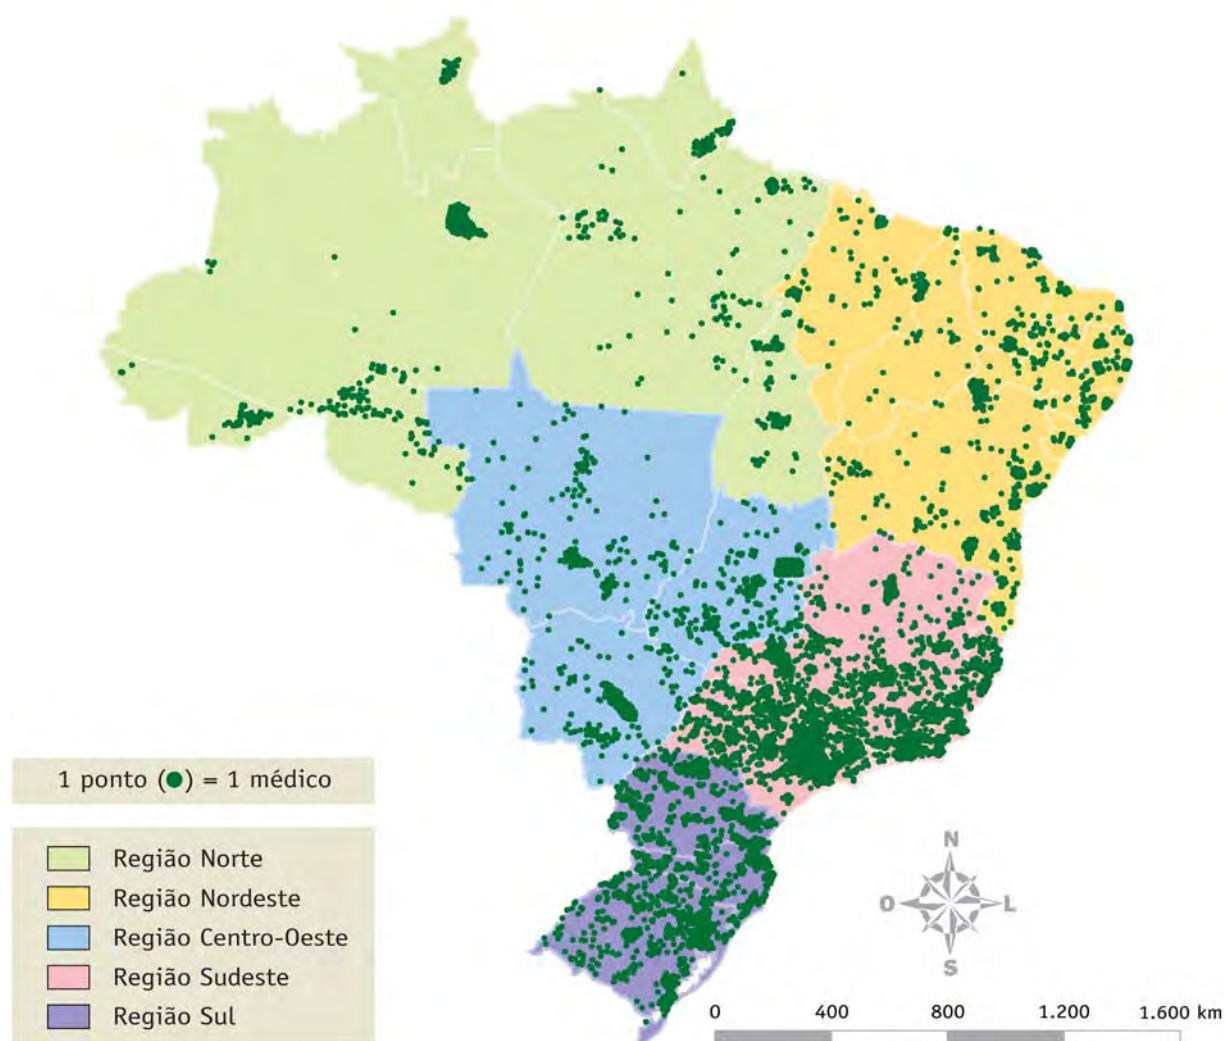 1 ponto (●) = 1 médico
Região Norte
Região Nordeste
Região Centro-Oeste
Região Sudeste
Região Sul
N
O L
S
0 400 800 1.200 1.600 km